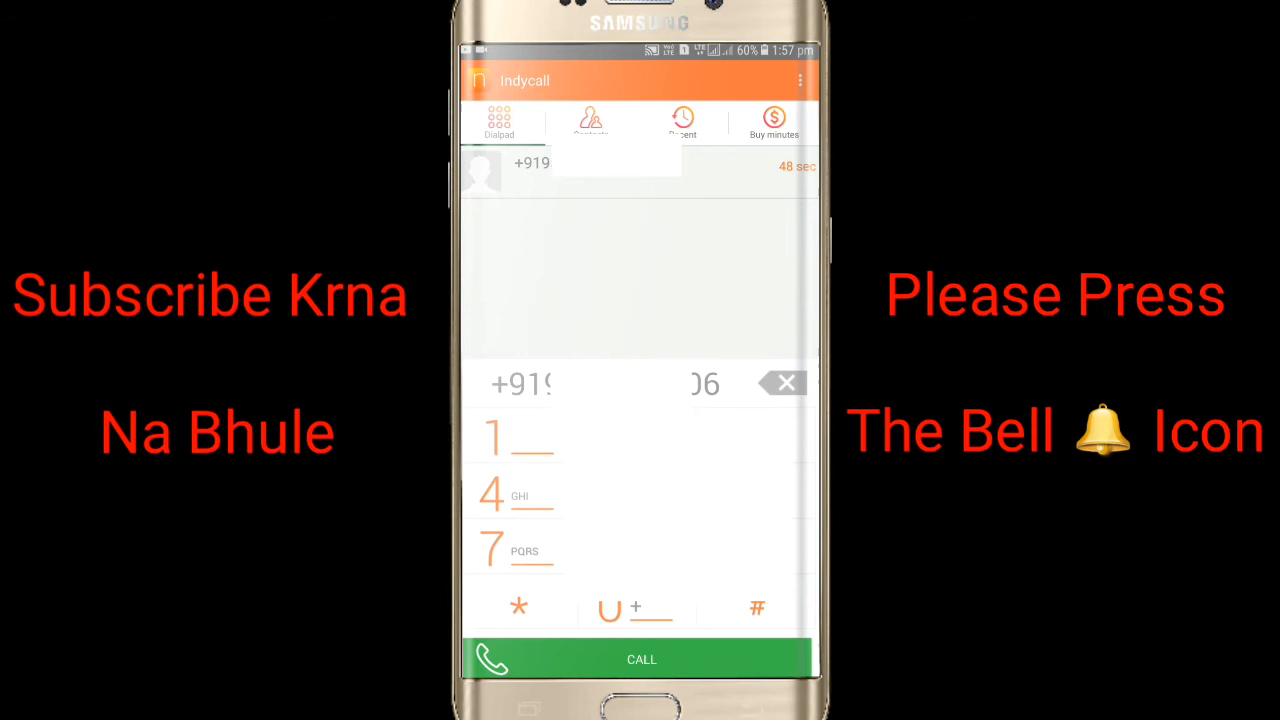 SAMSUNG
60% 1:57 pm
Indycall
Dialpad
Recent
Buy minutes
+919
48 sec
Subscribe Krna
Na Bhule
Please Press
The Bell 🔔 Icon
+919 06
1
4 GHI
7 PQRS
* + #
CALL